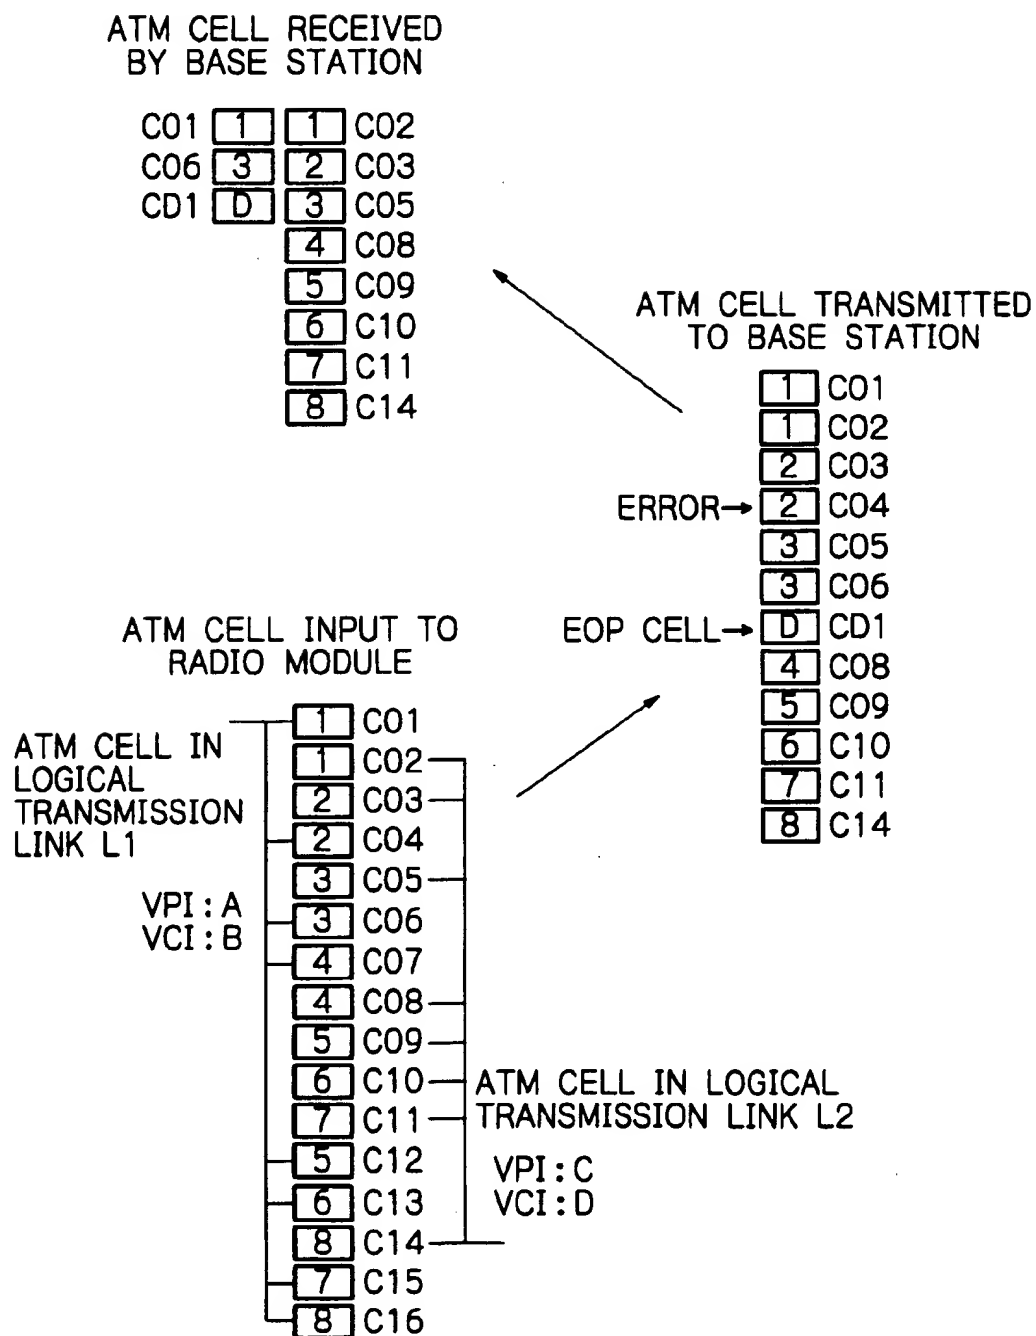 ATM CELL RECEIVED
BY BASE STATION
C01 1 1 C02
C06 3 2 C03
CD1 D 3 C05
4 C08
5 C09
6 C10
7 C11
8 C14
ATM CELL TRANSMITTED
TO BASE STATION
1 C01
1 C02
2 C03
ERROR 2 C04
3 C05
3 C06
EOP CELL D CD1
4 C08
5 C09
6 C10
7 C11
8 C14
ATM CELL INPUT TO
RADIO MODULE
ATM CELL IN
LOGICAL
TRANSMISSION
LINK L1
VPI:A
VCI:B
1 C01
1 C02
2 C03
2 C04
3 C05
3 C06
4 C07
4 C08
5 C09
6 C10
7 C11
5 C12
6 C13
8 C14
7 C15
8 C16
ATM CELL IN LOGICAL
TRANSMISSION LINK L2
VPI:C
VCI:D